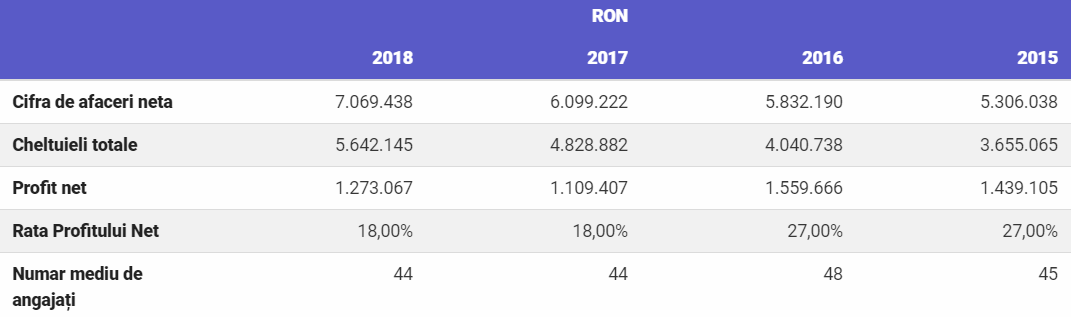 RON
2018 2017 2016 2015
Cifra de afaceri neta 7.069.438 6.099.222 5.832.190 5.306.038
Cheltuieli totale 5.642.145 4.828.882 4.040.738 3.655.065
Profit net 1.273.067 1.109.407 1.559.666 1.439.105
Rata Profitului Net 18,00% 18,00% 27,00% 27,00%
Numar mediu de 44 44 48 45
angajați